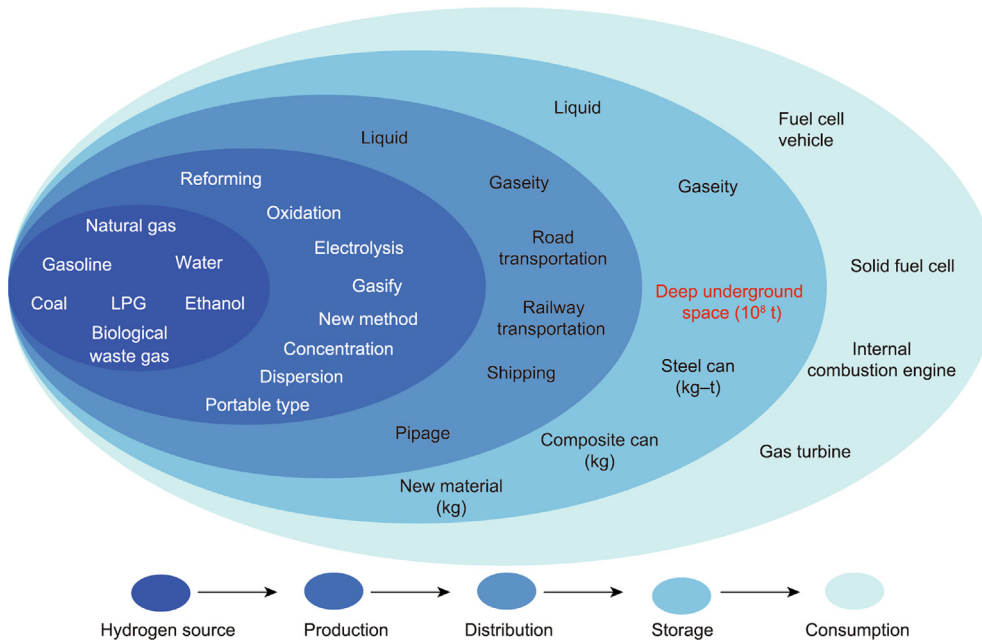 Natural gas
Gasoline
Water
Coal
LPG
Ethanol
Biological
waste gas
Reforming
Oxidation
Electrolysis
Gasify
New method
Concentration
Dispersion
Portable type
Liquid
Gaseity
Road
transportation
Railway
transportation
Shipping
Pipage
Liquid
Gaseity
Deep underground
space (10⁸ t)
Steel can
(kg–t)
Composite can
(kg)
New material
(kg)
Fuel cell
vehicle
Solid fuel cell
Internal
combustion engine
Gas turbine
Hydrogen source
Production
Distribution
Storage
Consumption